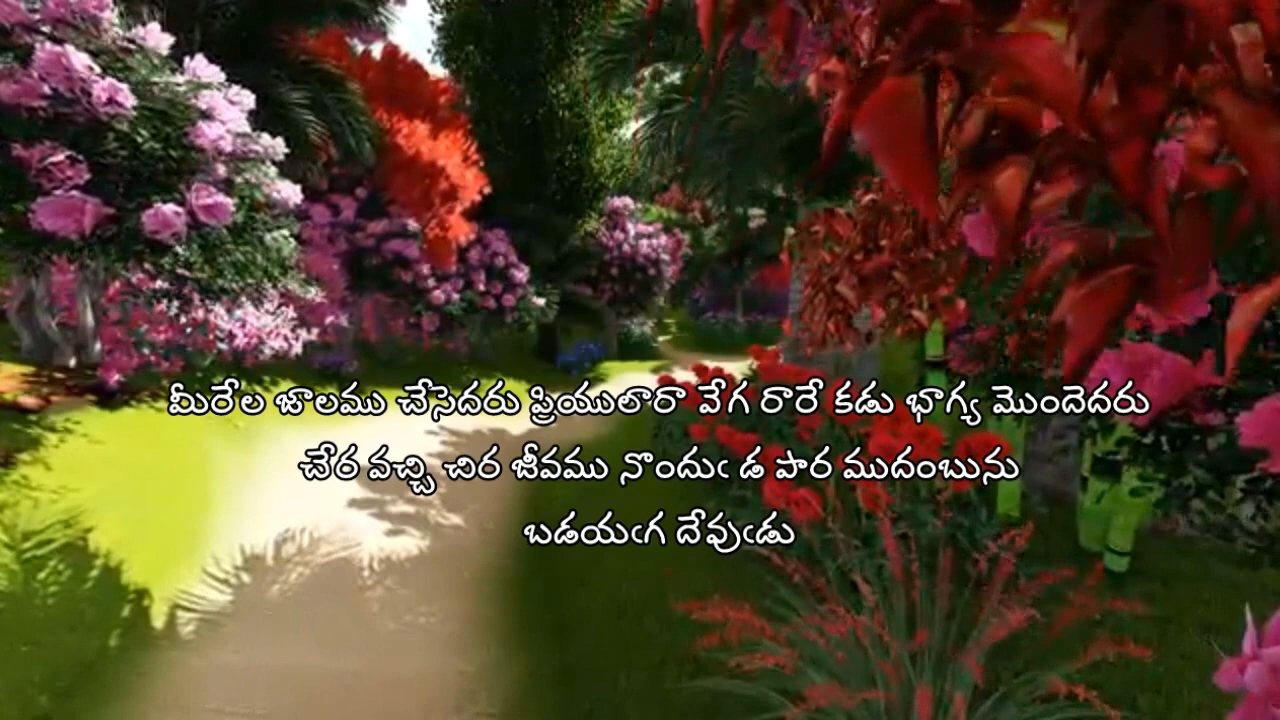 మీరేల జాలము చేసెదరు ప్రియులారా వేగ రారే కడు భాగ్య మొందెదరు
చేర వచ్చి చిర జీవము నొందుఁ డ పార ముదంబును
బడయఁగ దేవుఁడు